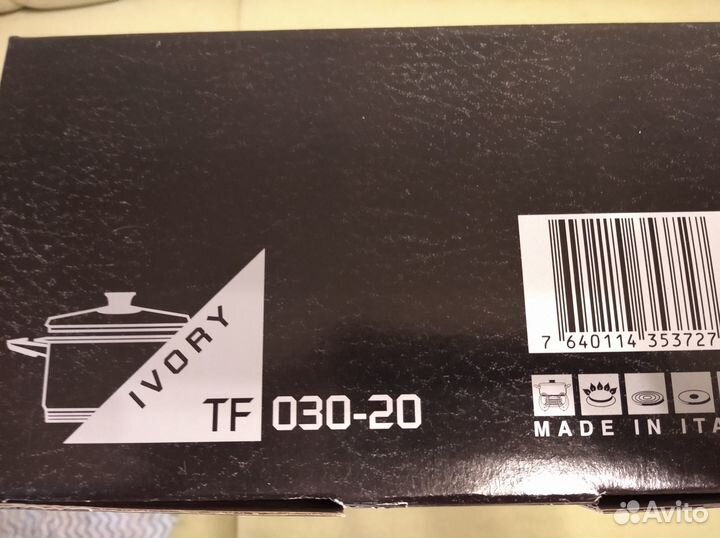 7 640114 353727
IVORY
TF 030-20
MADE IN ITA
Avito